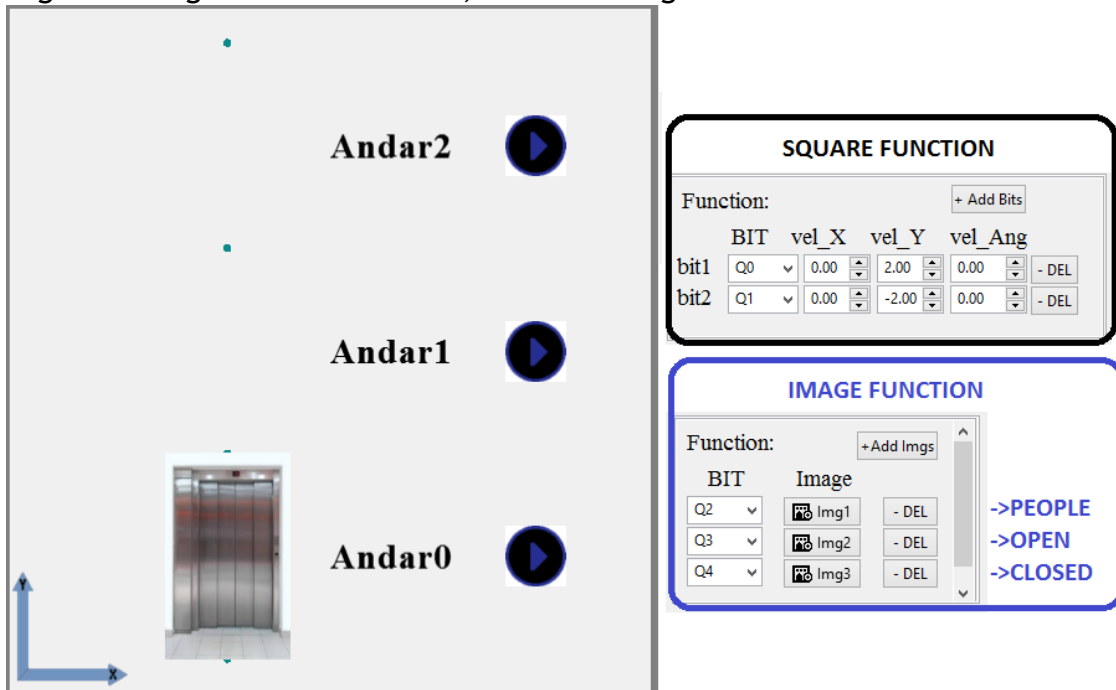 Andar2
Andar1
Andar0
Y
X
SQUARE FUNCTION
Function:
+ Add Bits
BIT vel_X vel_Y vel_Ang
bit1 Q0 0.00 2.00 0.00 - DEL
bit2 Q1 0.00 -2.00 0.00 - DEL
IMAGE FUNCTION
Function:
+Add Imgs
BIT Image
Q2 Img1 - DEL ->PEOPLE
Q3 Img2 - DEL ->OPEN
Q4 Img3 - DEL ->CLOSED